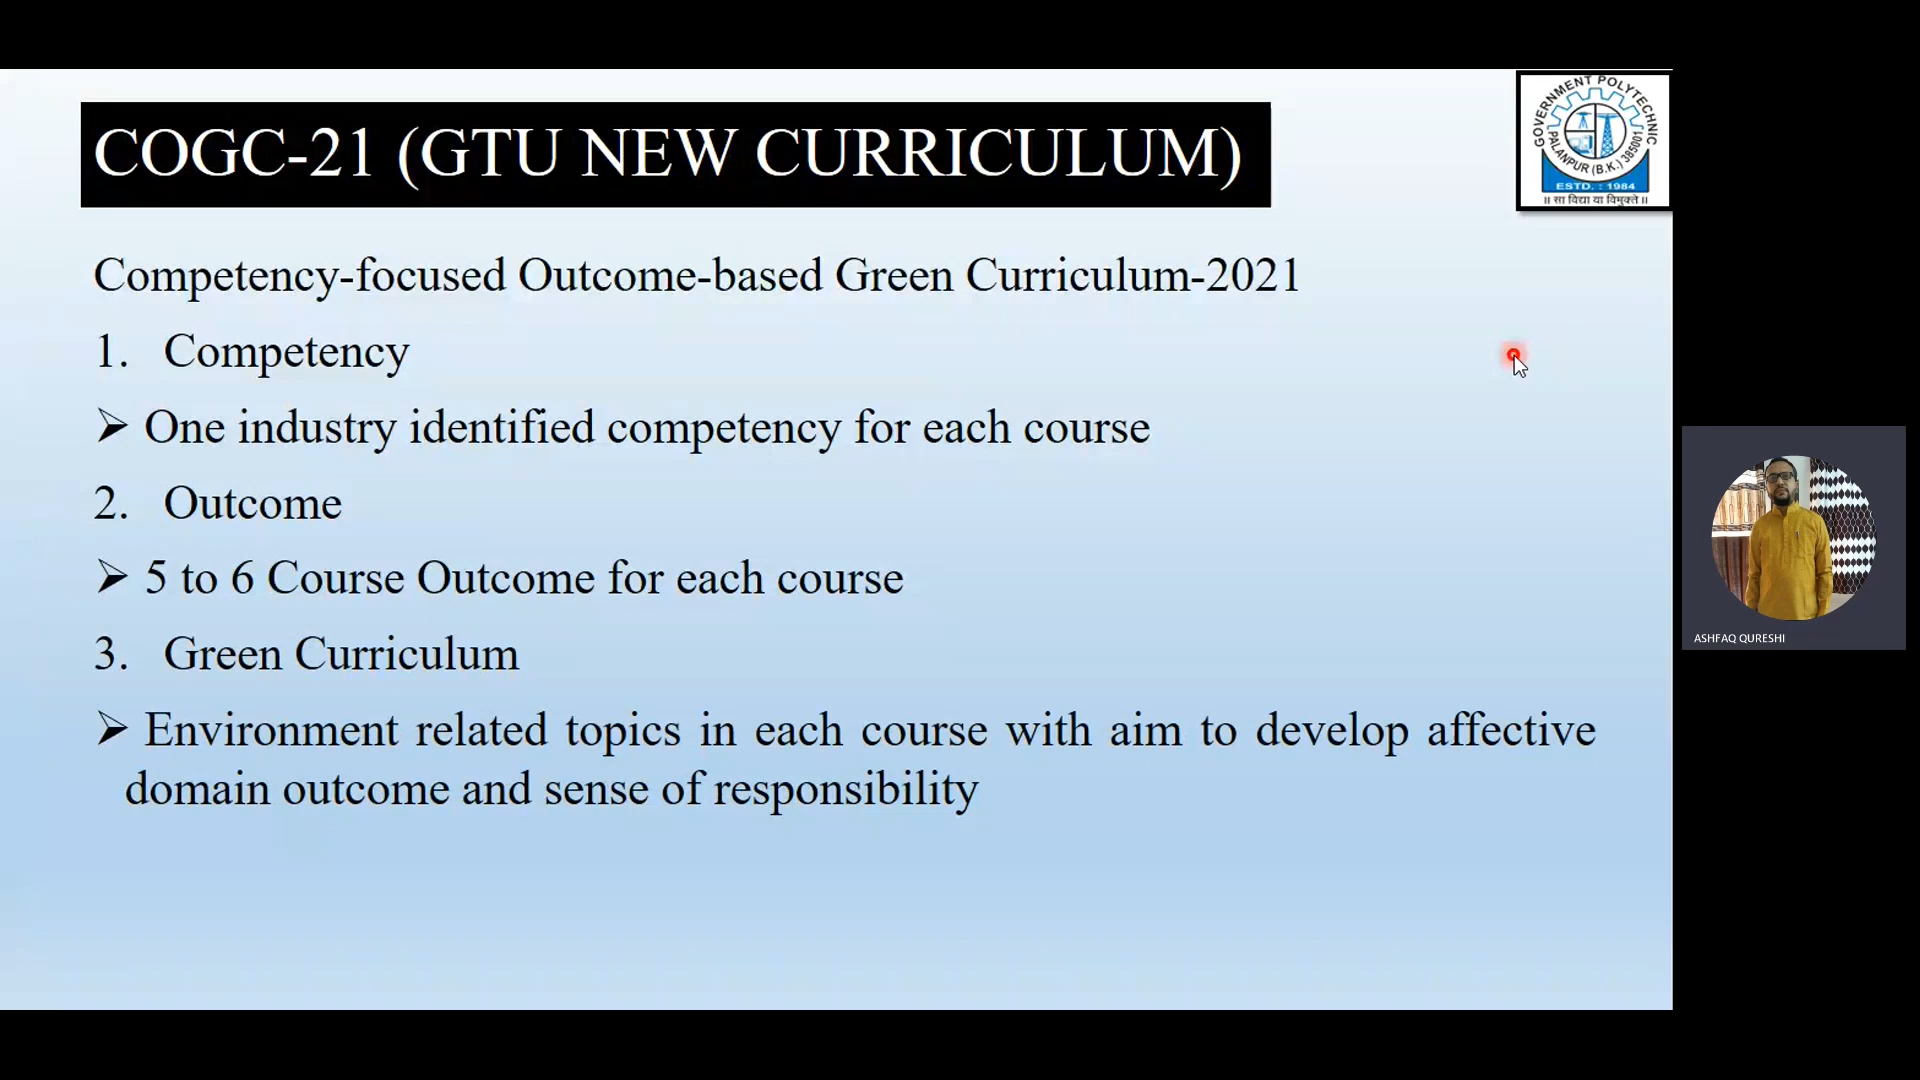 COGC-21 (GTU NEW CURRICULUM)
GOVERNMENT POLYTECHNIC
PALANPUR (B.K.) 385001
ESTD. : 1984
॥ सा विद्या या विमुक्ते ॥
Competency-focused Outcome-based Green Curriculum-2021
1. Competency
➢ One industry identified competency for each course
2. Outcome
➢ 5 to 6 Course Outcome for each course
3. Green Curriculum
➢ Environment related topics in each course with aim to develop affective
domain outcome and sense of responsibility
ASHFAQ QURESHI